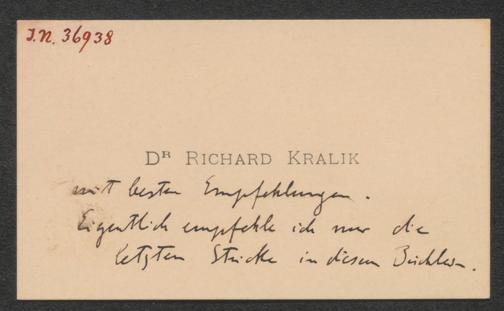 J.N. 36938
DR RICHARD KRALIK
mit besten Empfehlungen.
Eigentlich empfehle ich nur die
letzten Stücke in diesem Büchlein.